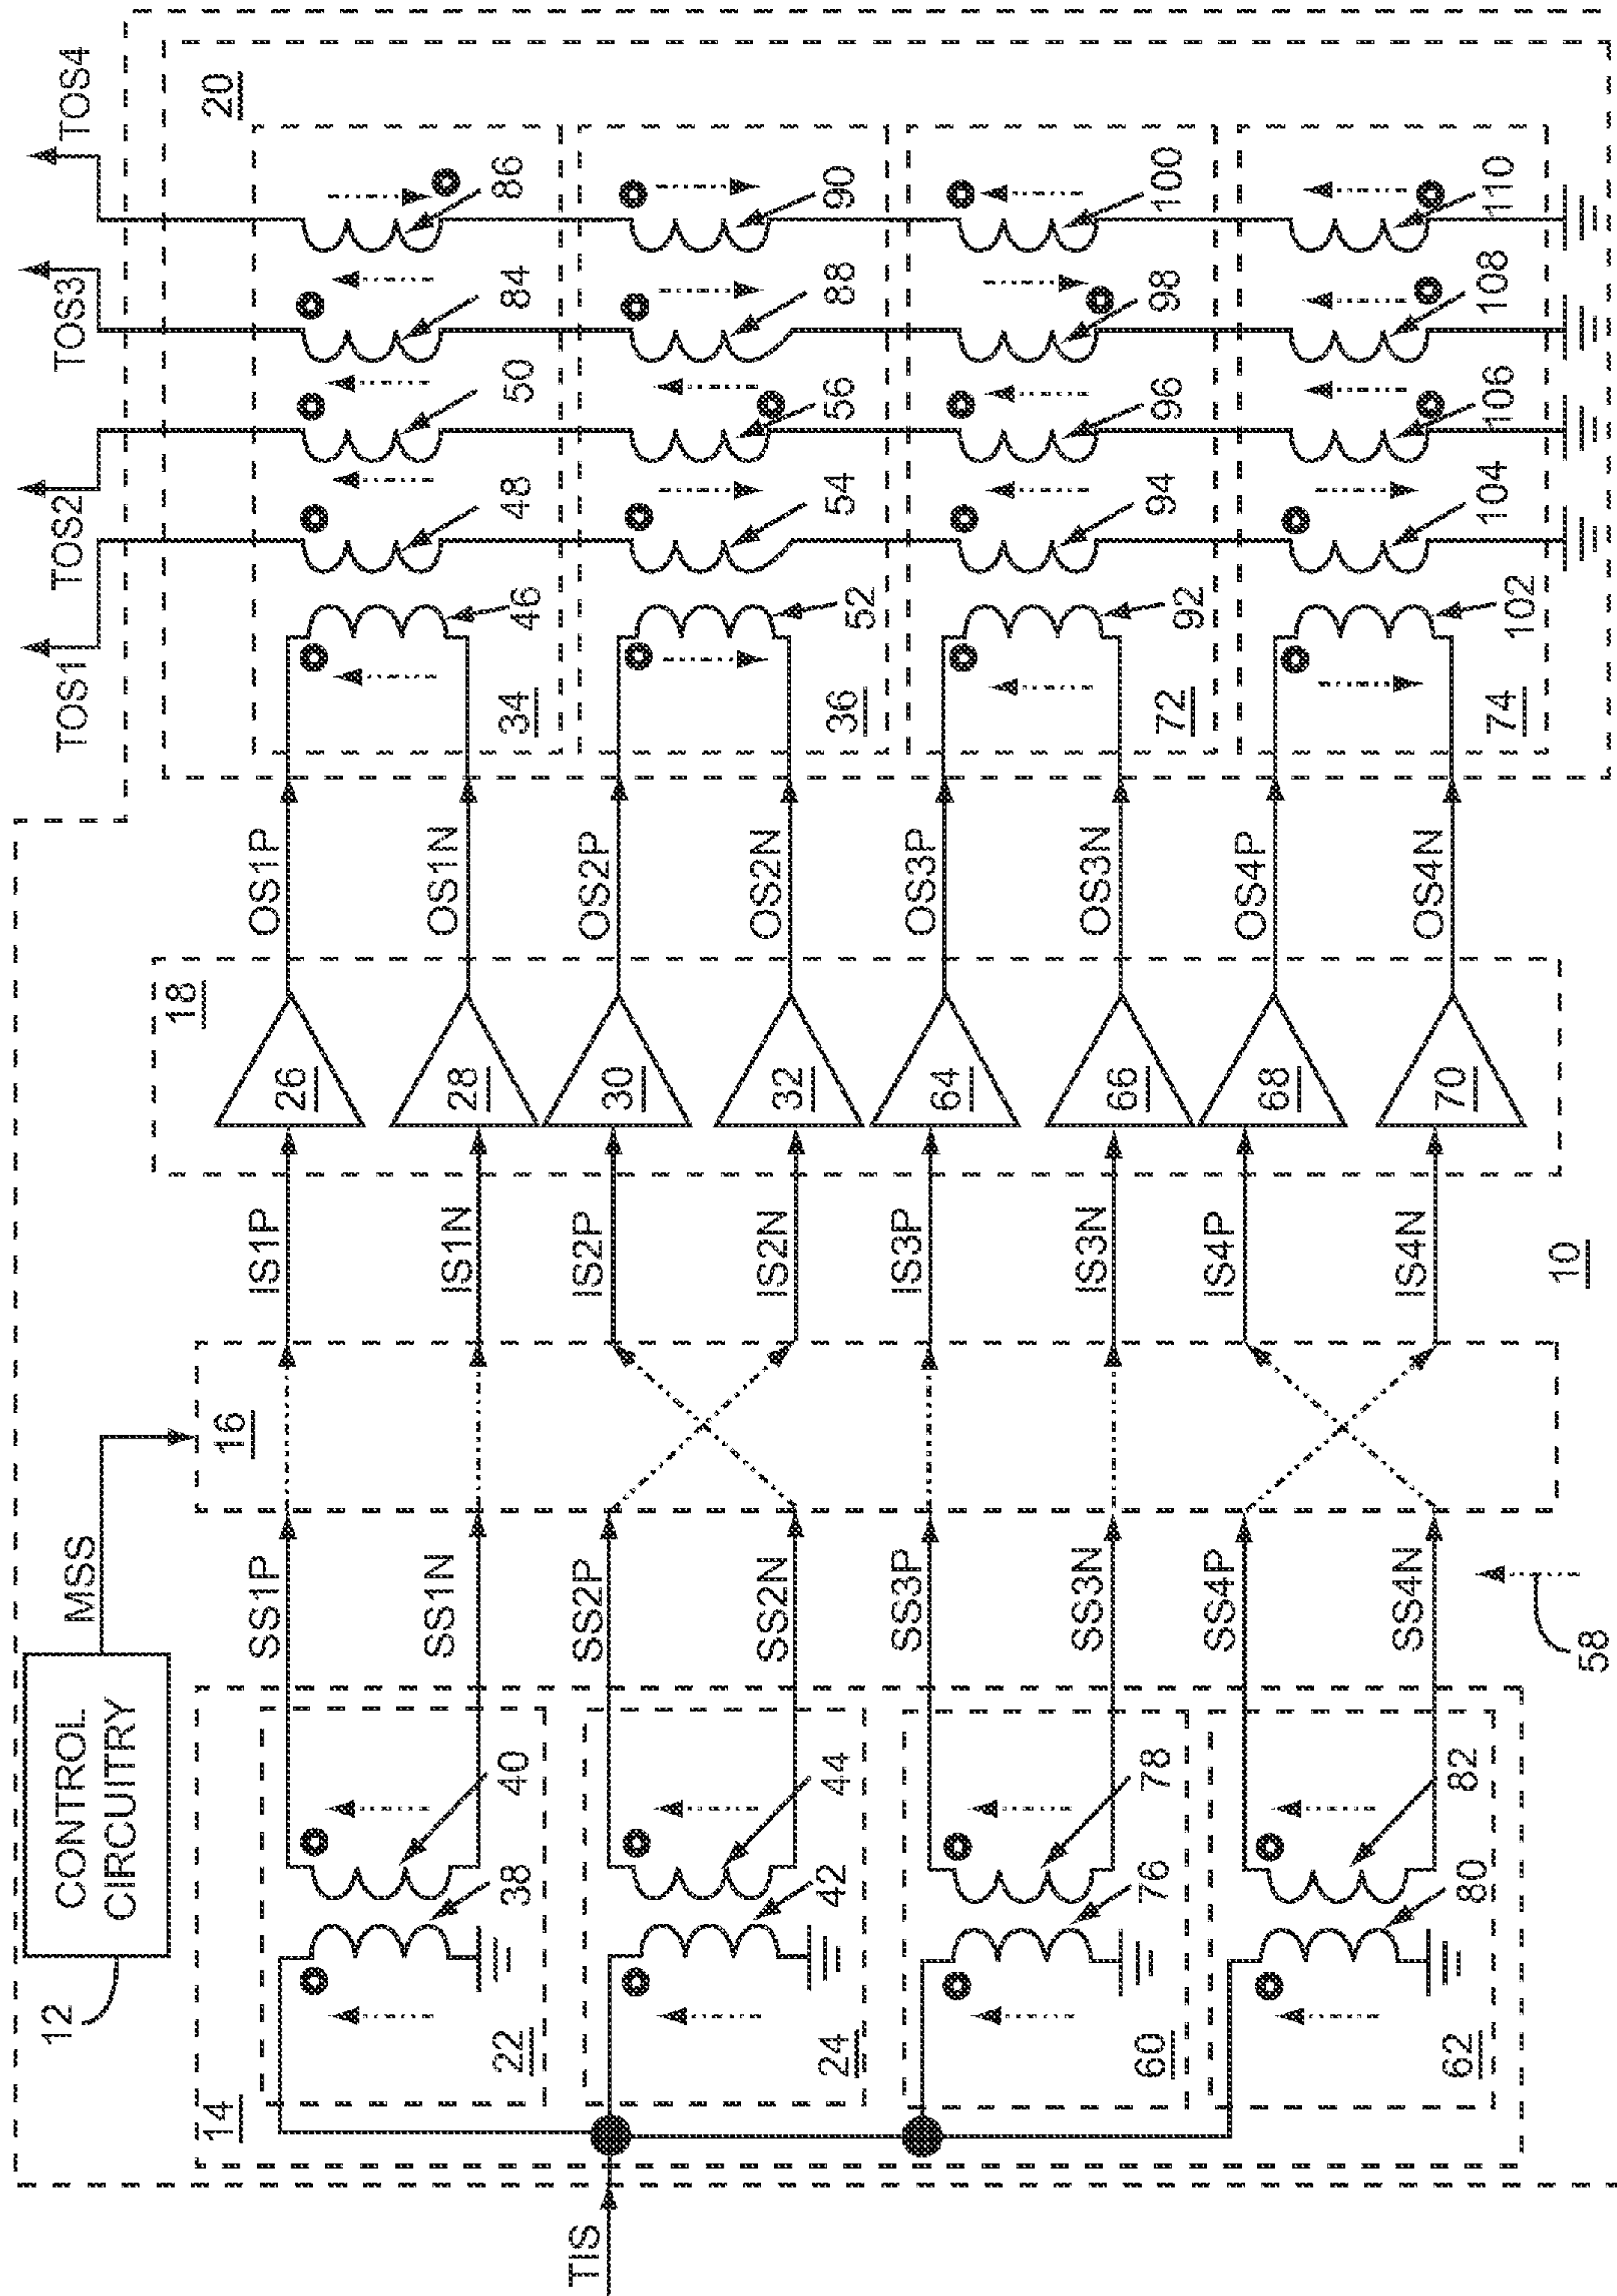 CONTROL
CIRCUITRY
12
MSS
TIS
14
22
38
40
24
42
44
60
76
78
62
80
82
SS1P
SS1N
SS2P
SS2N
SS3P
SS3N
SS4P
SS4N
58
16
IS1P
IS1N
IS2P
IS2N
IS3P
IS3N
IS4P
IS4N
10
18
26
28
30
32
64
66
68
70
OS1P
OS1N
OS2P
OS2N
OS3P
OS3N
OS4P
OS4N
20
34
46
48
50
84
86
36
52
54
56
88
90
72
92
94
96
98
100
74
102
104
106
108
110
TOS1
TOS2
TOS3
TOS4